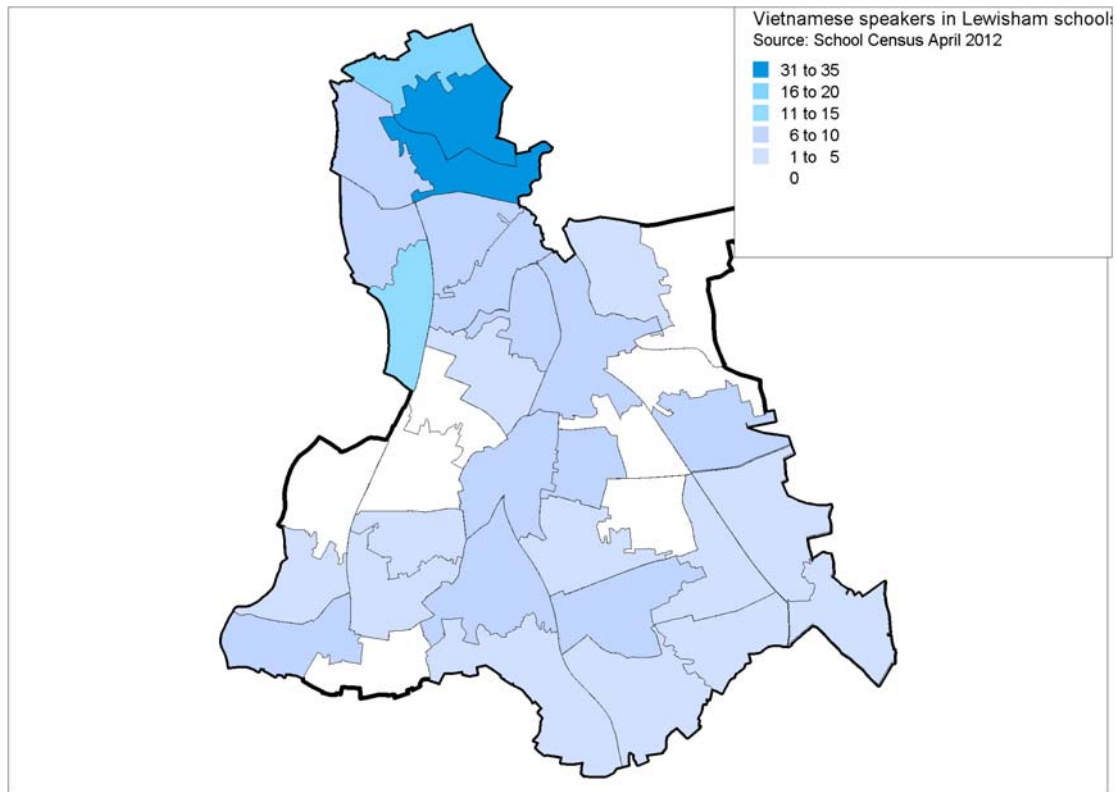 Vietnamese speakers in Lewisham schools
Source: School Census April 2012
31 to 35
16 to 20
11 to 15
6 to 10
1 to 5
0